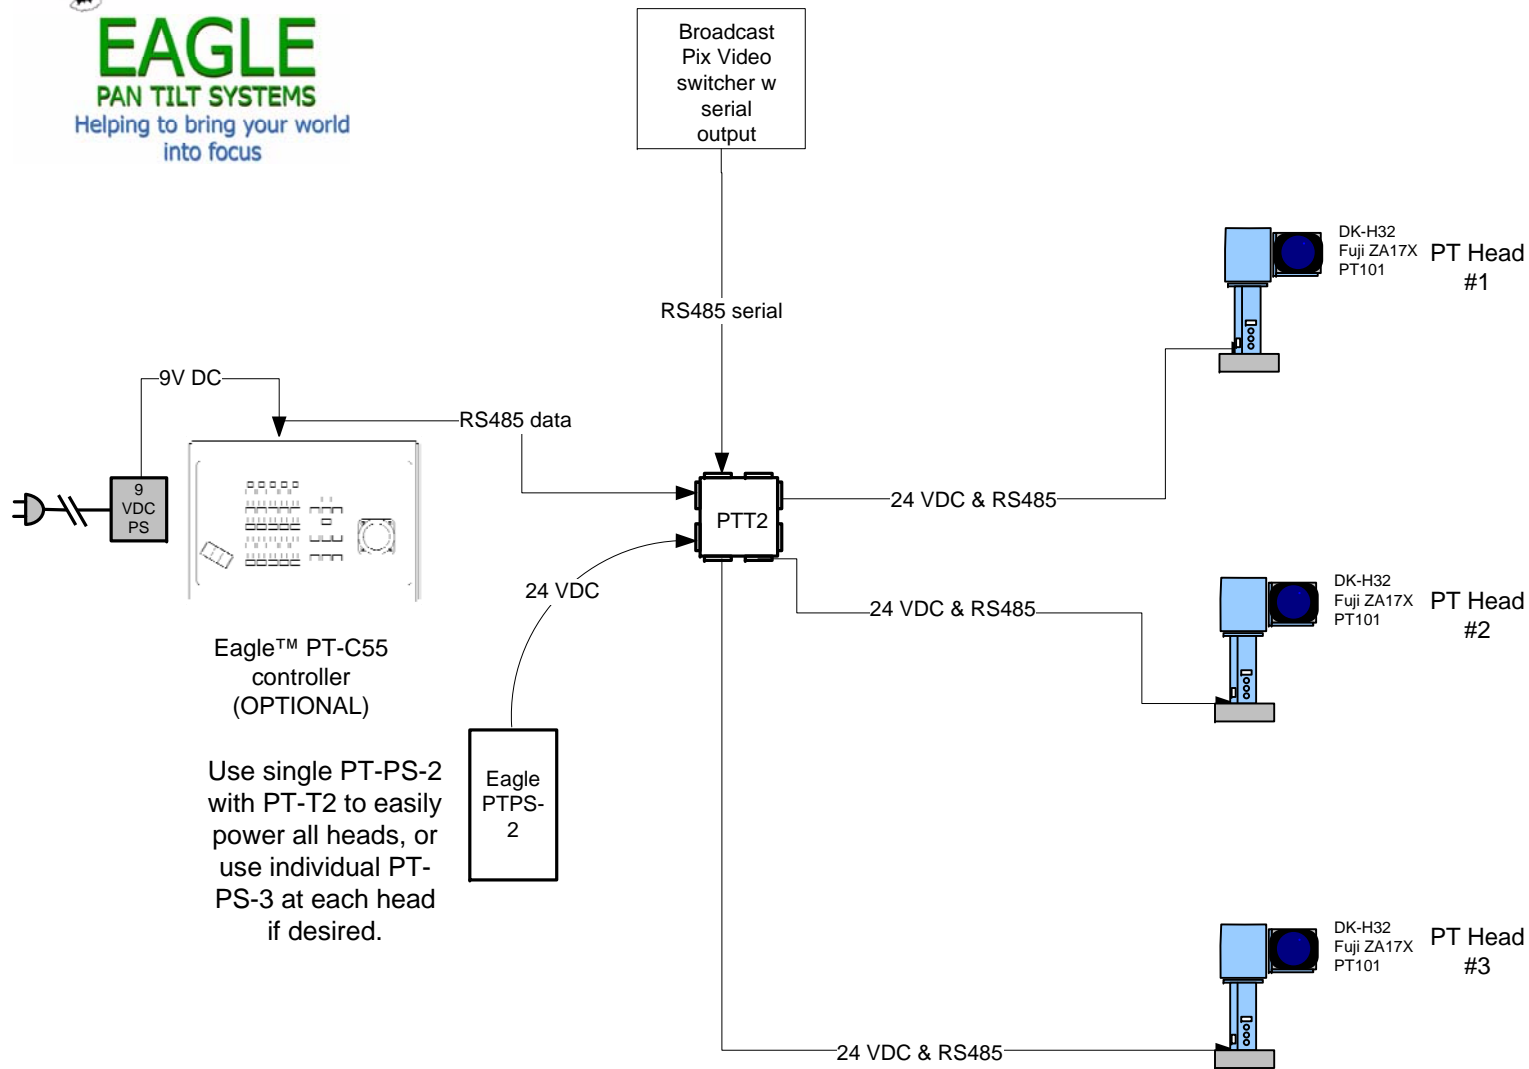 EAGLE
PAN TILT SYSTEMS
Helping to bring your world
into focus
Broadcast
Pix Video
switcher w
serial
output
RS485 serial
DK-H32
Fuji ZA17X
PT101
PT Head
#1
9V DC
RS485 data
9
VDC
PS
PTT2
24 VDC & RS485
24 VDC
24 VDC & RS485
DK-H32
Fuji ZA17X
PT101
PT Head
#2
Eagle™ PT-C55
controller
(OPTIONAL)
Use single PT-PS-2
with PT-T2 to easily
power all heads, or
use individual PT-
PS-3 at each head
if desired.
Eagle
PTPS-
2
DK-H32
Fuji ZA17X
PT101
PT Head
#3
24 VDC & RS485